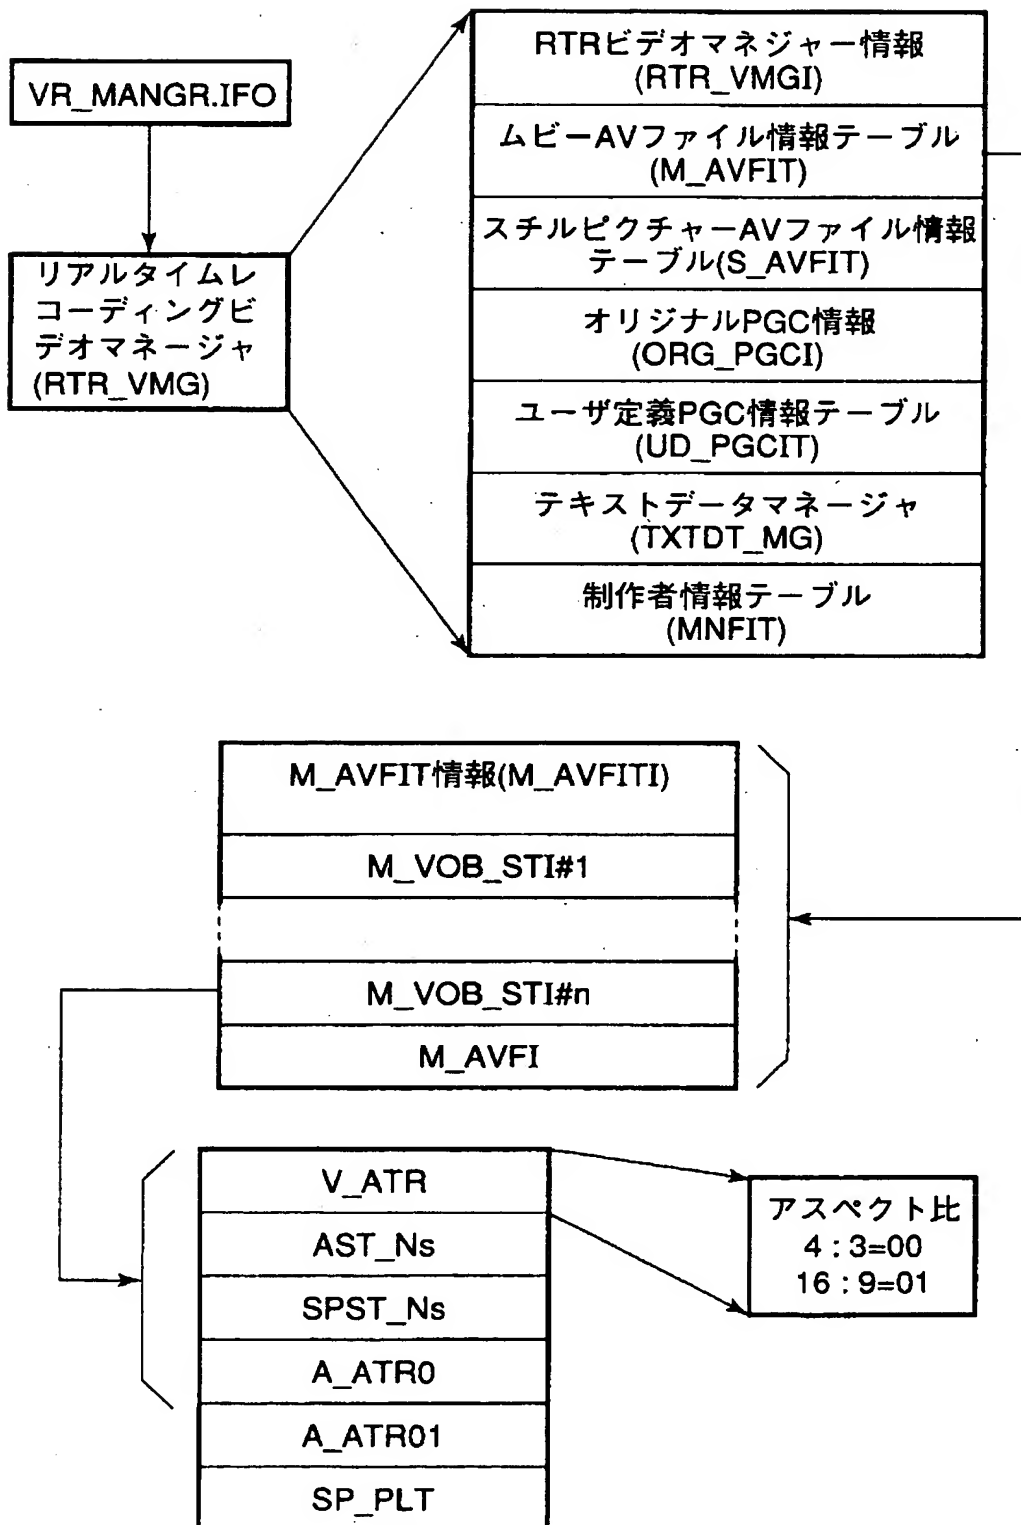 VR_MANGR.IFO
リアルタイムレ
コーディングビ
デオマネージャ
(RTR_VMG)
RTRビデオマネジャー情報
(RTR_VMGI)
ムビーAVファイル情報テーブル
(M_AVFIT)
スチルピクチャーAVファイル情報
テーブル(S_AVFIT)
オリジナルPGC情報
(ORG_PGCI)
ユーザ定義PGC情報テーブル
(UD_PGCIT)
テキストデータマネージャ
(TXTDT_MG)
制作者情報テーブル
(MNFIT)
M_AVFIT情報(M_AVFITI)
M_VOB_STI#1
M_VOB_STI#n
M_AVFI
V_ATR
AST_Ns
SPST_Ns
A_ATR0
A_ATR01
SP_PLT
アスペクト比
4:3=00
16:9=01